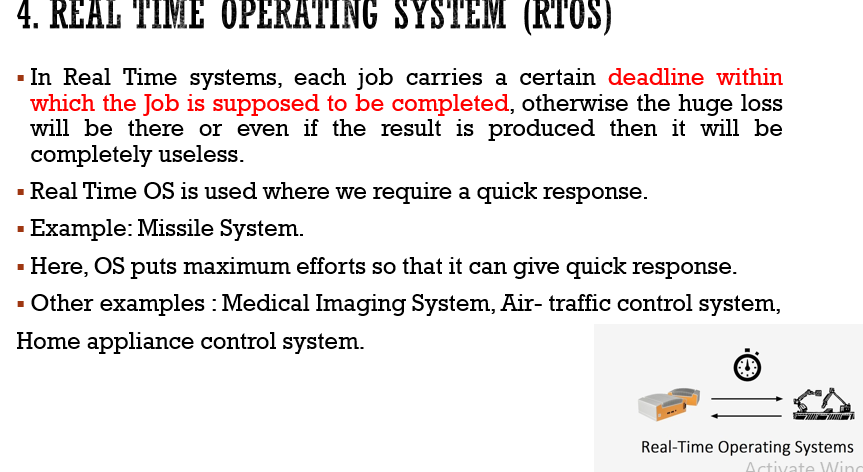 4. REAL TIME OPERATING SYSTEM (RTOS)
▪ In Real Time systems, each job carries a certain deadline within
which the Job is supposed to be completed, otherwise the huge loss
will be there or even if the result is produced then it will be
completely useless.
▪ Real Time OS is used where we require a quick response.
▪ Example: Missile System.
▪ Here, OS puts maximum efforts so that it can give quick response.
▪ Other examples : Medical Imaging System, Air- traffic control system,
Home appliance control system.
Real-Time Operating Systems
Activate Wind